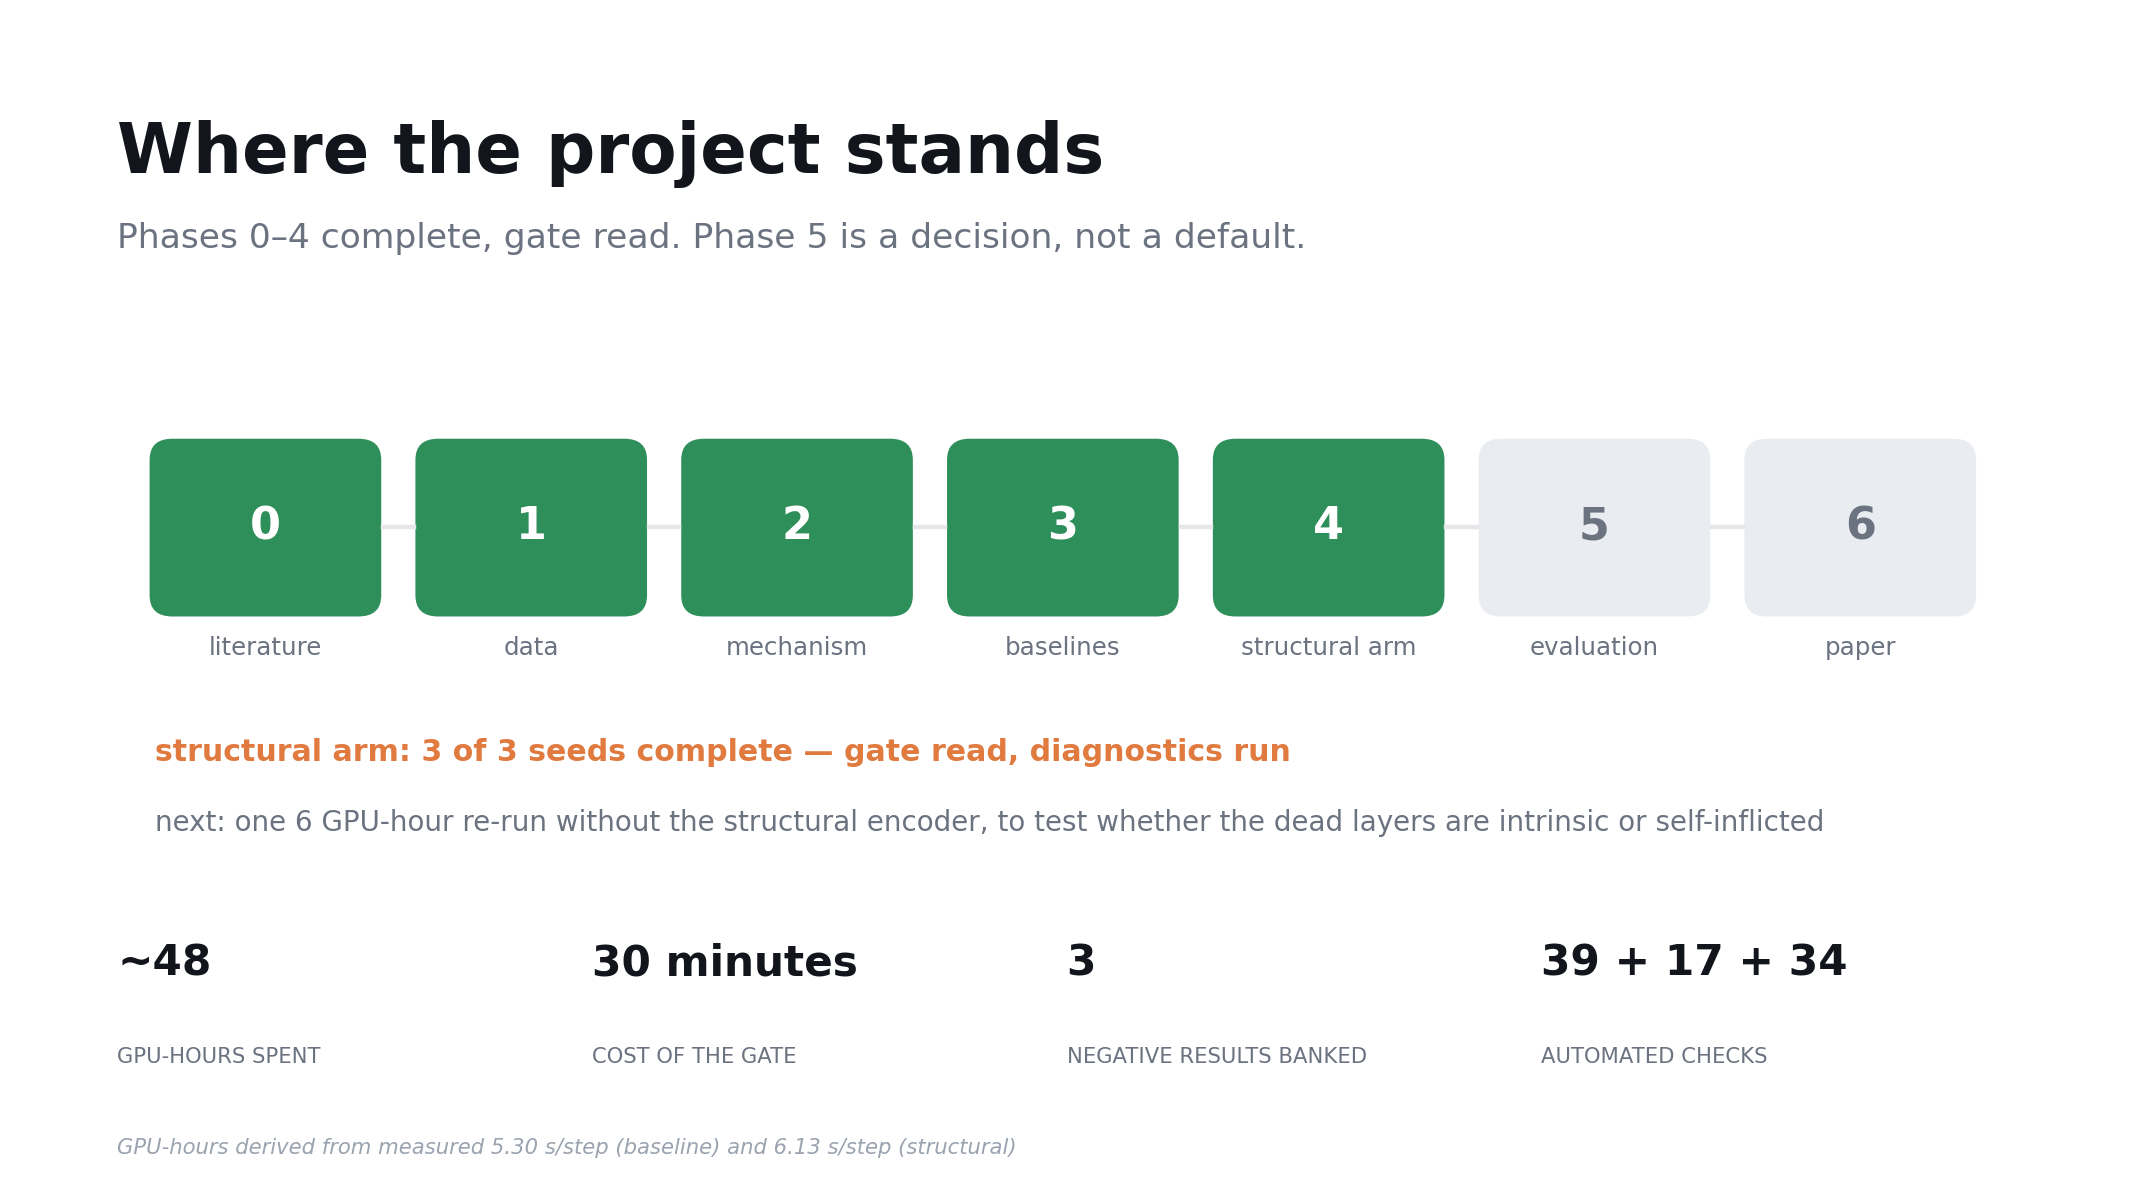 Where the project stands
Phases 0–4 complete, gate read. Phase 5 is a decision, not a default.
0
1
2
3
4
5
6
literature
data
mechanism
baselines
structural arm
evaluation
paper
structural arm: 3 of 3 seeds complete — gate read, diagnostics run
next: one 6 GPU-hour re-run without the structural encoder, to test whether the dead layers are intrinsic or self-inflicted
~48
30 minutes
3
39 + 17 + 34
GPU-HOURS SPENT
COST OF THE GATE
NEGATIVE RESULTS BANKED
AUTOMATED CHECKS
GPU-hours derived from measured 5.30 s/step (baseline) and 6.13 s/step (structural)